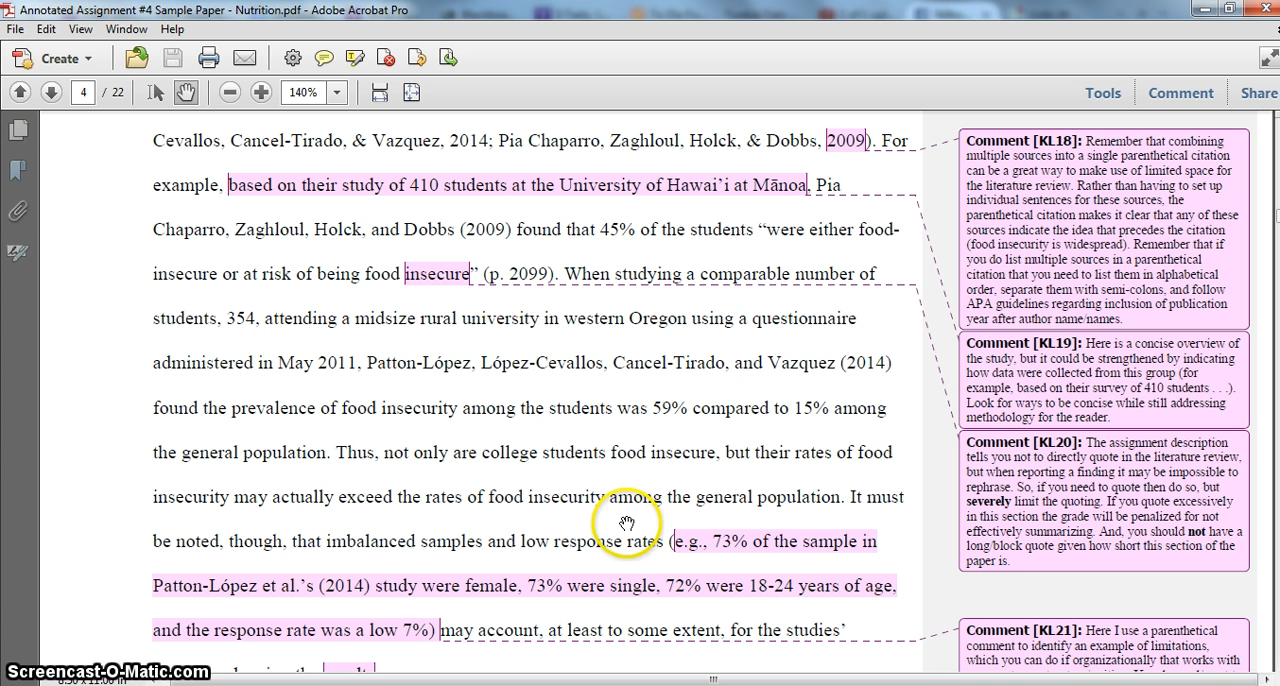 Annotated Assignment #4 Sample Paper - Nutrition.pdf - Adobe Acrobat Pro
File Edit View Window Help
Create
4 / 22 140% Tools Comment Share
Cevallos, Cancel-Tirado, & Vazquez, 2014; Pia Chaparro, Zaghloul, Holck, & Dobbs, 2009). For
example, based on their study of 410 students at the University of Hawai’i at Mānoa, Pia
Chaparro, Zaghloul, Holck, and Dobbs (2009) found that 45% of the students “were either food-
insecure or at risk of being food insecure” (p. 2099). When studying a comparable number of
students, 354, attending a midsize rural university in western Oregon using a questionnaire
administered in May 2011, Patton-López, López-Cevallos, Cancel-Tirado, and Vazquez (2014)
found the prevalence of food insecurity among the students was 59% compared to 15% among
the general population. Thus, not only are college students food insecure, but their rates of food
insecurity may actually exceed the rates of food insecurity among the general population. It must
be noted, though, that imbalanced samples and low response rates (e.g., 73% of the sample in
Patton-López et al.’s (2014) study were female, 73% were single, 72% were 18-24 years of age,
and the response rate was a low 7%) may account, at least to some extent, for the studies’
Comment [KL18]: Remember that combining
multiple sources into a single parenthetical citation
can be a great way to make use of limited space for
the literature review. Rather than having to set up
individual sentences for these sources, the
parenthetical citation makes it clear that any of these
sources indicate the idea that precedes the citation
(food insecurity is widespread). Remember that if
you do list multiple sources in a parenthetical
citation that you need to list them in alphabetical
order, separate them with semi-colons, and follow
APA guidelines regarding inclusion of publication
year after author name/names.
Comment [KL19]: Here is a concise overview of
the study, but it could be strengthened by indicating
how data were collected from this group (for
example, based on their survey of 410 students . . .).
Look for ways to be concise while still addressing
methodology for the reader.
Comment [KL20]: The assignment description
tells you not to directly quote in the literature review,
but when reporting a finding it may be impossible to
rephrase. So, if you need to quote then do so, but
severely limit the quoting. If you quote excessively
in this section the grade will be penalized for not
effectively summarizing. And, you should not have a
long/block quote given how short this section of the
paper is.
Comment [KL21]: Here I use a parenthetical
comment to identify an example of limitations,
which you can do if organizationally that works with
Screencast-O-Matic.com